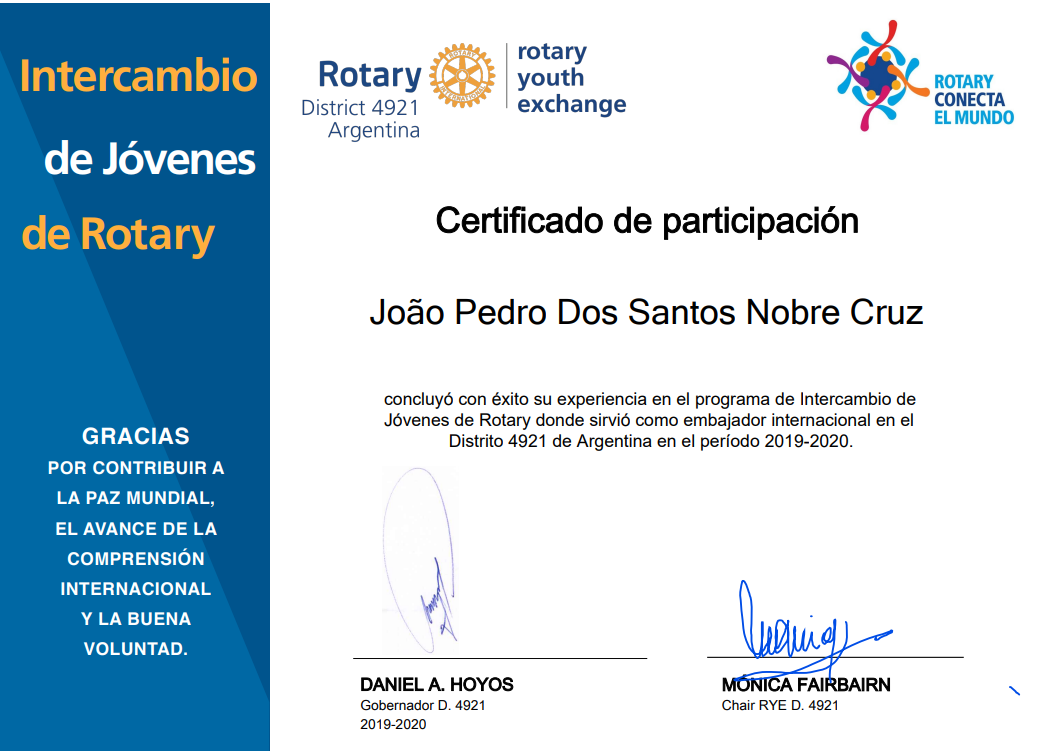 Intercambio
de Jóvenes
de Rotary
GRACIAS
POR CONTRIBUIR A
LA PAZ MUNDIAL,
EL AVANCE DE LA
COMPRENSIÓN
INTERNACIONAL
Y LA BUENA
VOLUNTAD.
Rotary
District 4921
Argentina
ROTARY
INTERNATIONAL
rotary
youth
exchange
ROTARY
CONECTA
EL MUNDO
Certificado de participación
João Pedro Dos Santos Nobre Cruz
concluyó con éxito su experiencia en el programa de Intercambio de
Jóvenes de Rotary donde sirvió como embajador internacional en el
Distrito 4921 de Argentina en el período 2019-2020.
DANIEL A. HOYOS
Gobernador D. 4921
2019-2020
MÓNICA FAIRBAIRN
Chair RYE D. 4921